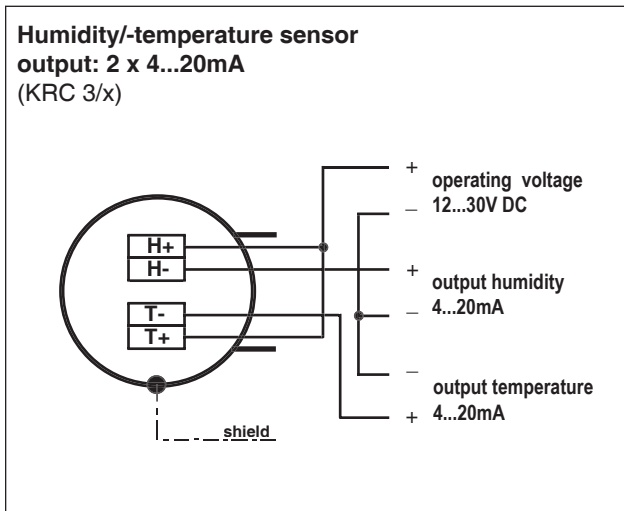 Humidity/-temperature sensor
output: 2 x 4...20mA
(KRC 3/x)
+
operating voltage
– 12...30V DC
H+
H-
+
output humidity
– 4...20mA
T-
T+
–
output temperature
+ 4...20mA
shield